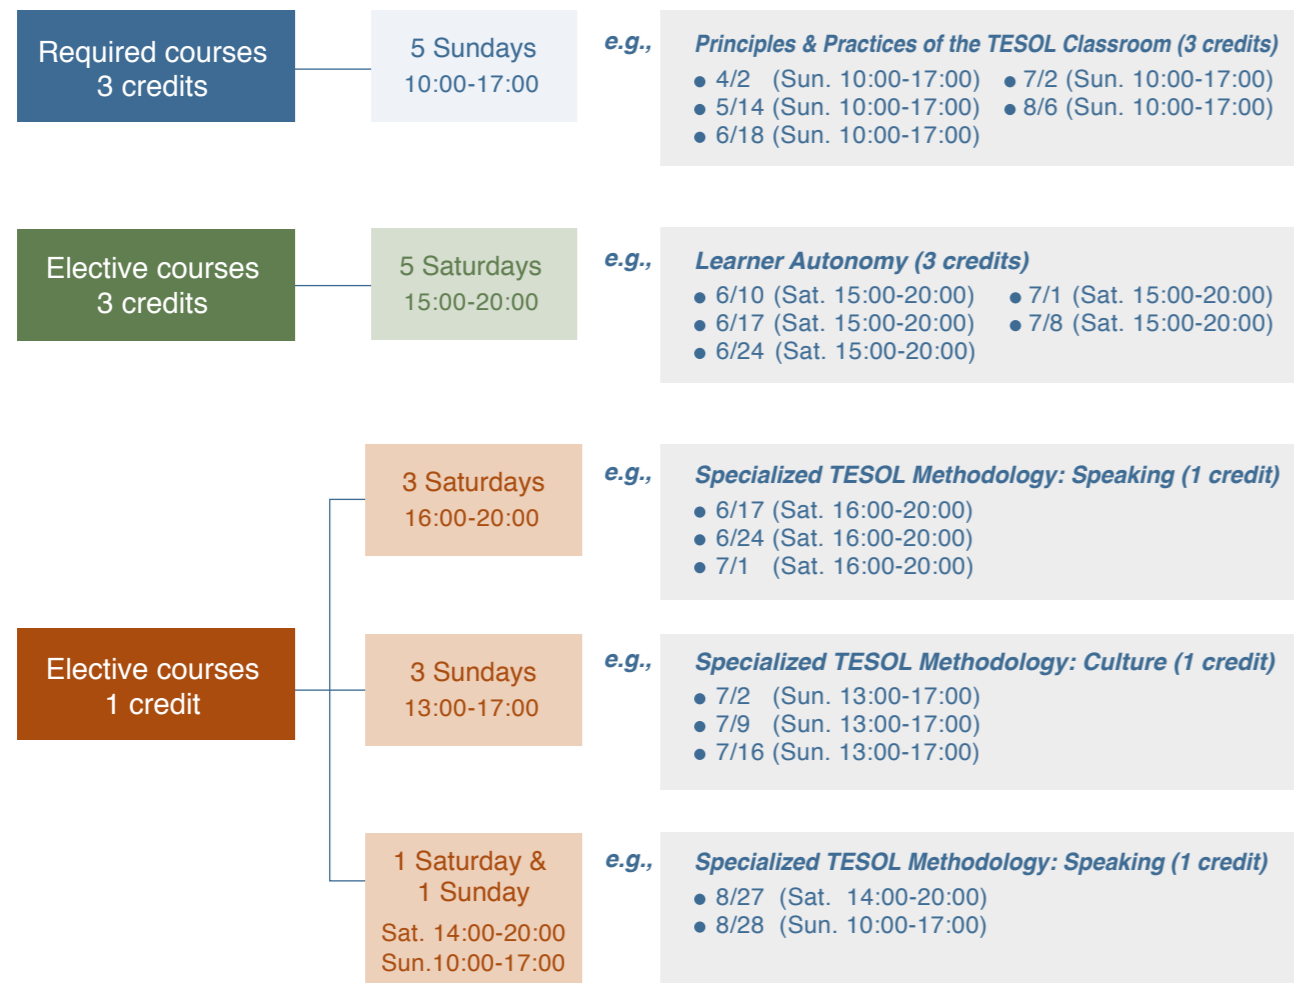 Required courses
3 credits
5 Sundays
10:00-17:00
e.g.,
Principles & Practices of the TESOL Classroom (3 credits)
● 4/2 (Sun. 10:00-17:00) ● 7/2 (Sun. 10:00-17:00)
● 5/14 (Sun. 10:00-17:00) ● 8/6 (Sun. 10:00-17:00)
● 6/18 (Sun. 10:00-17:00)
Elective courses
3 credits
5 Saturdays
15:00-20:00
e.g.,
Learner Autonomy (3 credits)
● 6/10 (Sat. 15:00-20:00) ● 7/1 (Sat. 15:00-20:00)
● 6/17 (Sat. 15:00-20:00) ● 7/8 (Sat. 15:00-20:00)
● 6/24 (Sat. 15:00-20:00)
Elective courses
1 credit
3 Saturdays
16:00-20:00
e.g.,
Specialized TESOL Methodology: Speaking (1 credit)
● 6/17 (Sat. 16:00-20:00)
● 6/24 (Sat. 16:00-20:00)
● 7/1 (Sat. 16:00-20:00)
3 Sundays
13:00-17:00
e.g.,
Specialized TESOL Methodology: Culture (1 credit)
● 7/2 (Sun. 13:00-17:00)
● 7/9 (Sun. 13:00-17:00)
● 7/16 (Sun. 13:00-17:00)
1 Saturday &
1 Sunday
Sat. 14:00-20:00
Sun.10:00-17:00
e.g.,
Specialized TESOL Methodology: Speaking (1 credit)
● 8/27 (Sat. 14:00-20:00)
● 8/28 (Sun. 10:00-17:00)